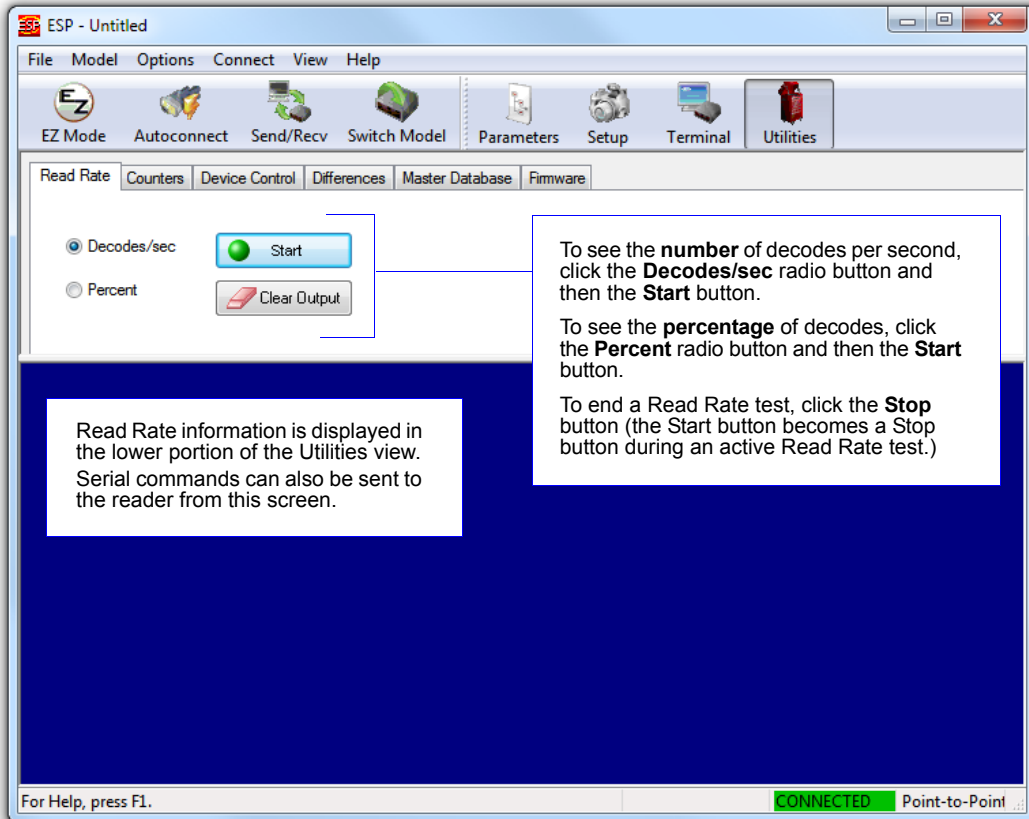 ESP - Untitled
File Model Options Connect View Help
EZ
EZ Mode Autoconnect Send/Recv Switch Model Parameters Setup Terminal Utilities
Read Rate Counters Device Control Differences Master Database Firmware
Decodes/sec Start
Percent Clear Output
To see the number of decodes per second,
click the Decodes/sec radio button and
then the Start button.
To see the percentage of decodes, click
the Percent radio button and then the Start
button.
To end a Read Rate test, click the Stop
button (the Start button becomes a Stop
button during an active Read Rate test.)
Read Rate information is displayed in
the lower portion of the Utilities view.
Serial commands can also be sent to
the reader from this screen.
For Help, press F1. CONNECTED Point-to-Point